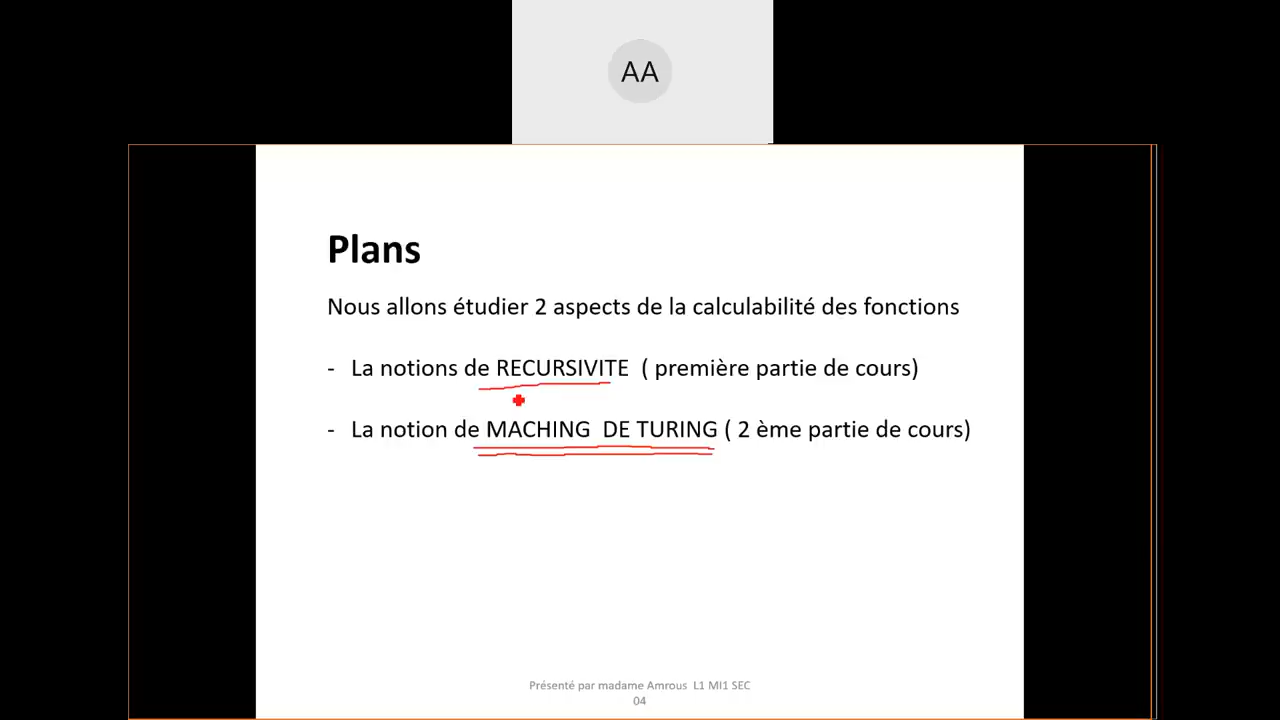 AA
Plans
Nous allons étudier 2 aspects de la calculabilité des fonctions
- La notions de RECURSIVITE ( première partie de cours)
- La notion de MACHING DE TURING ( 2 ème partie de cours)
Présenté par madame Amrous L1 MI1 SEC
04